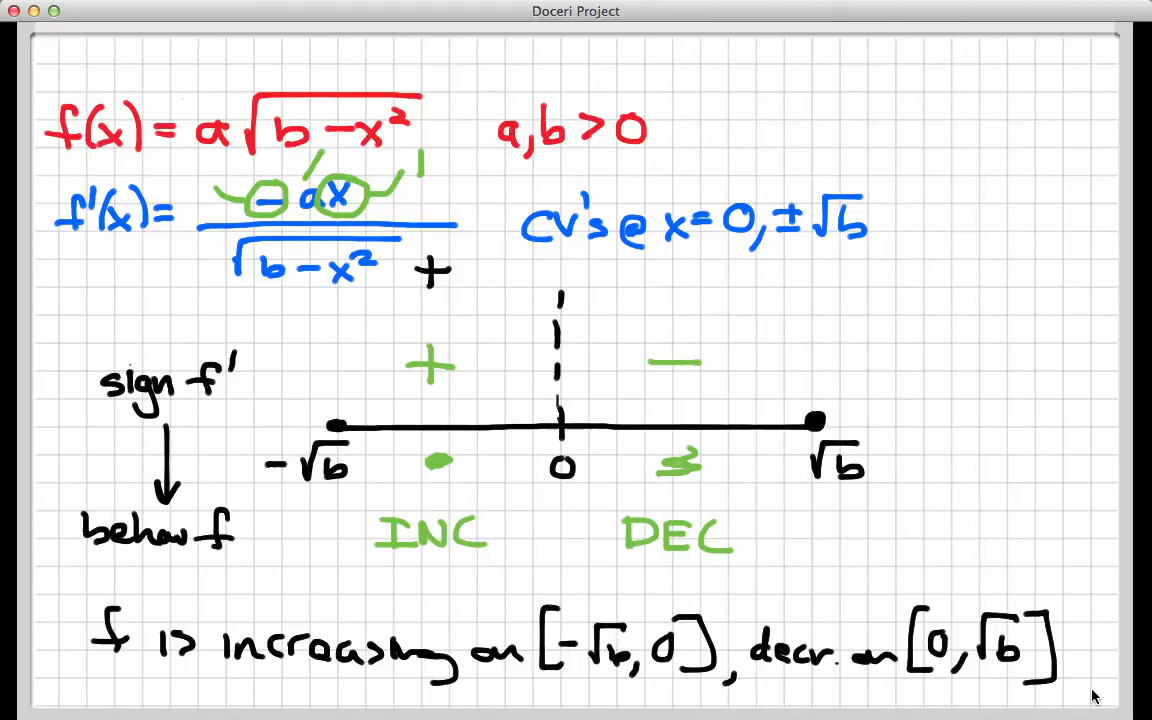 Doceri Project
f(x) = a√(b - x²) a, b > 0
f'(x) = - ax / √(b - x²) CV's @ x = 0, ± √b
+
sign f' + -
-√b 0 √b
behav f INC DEC
f is increasing on [-√b, 0], decr. on [0, √b]